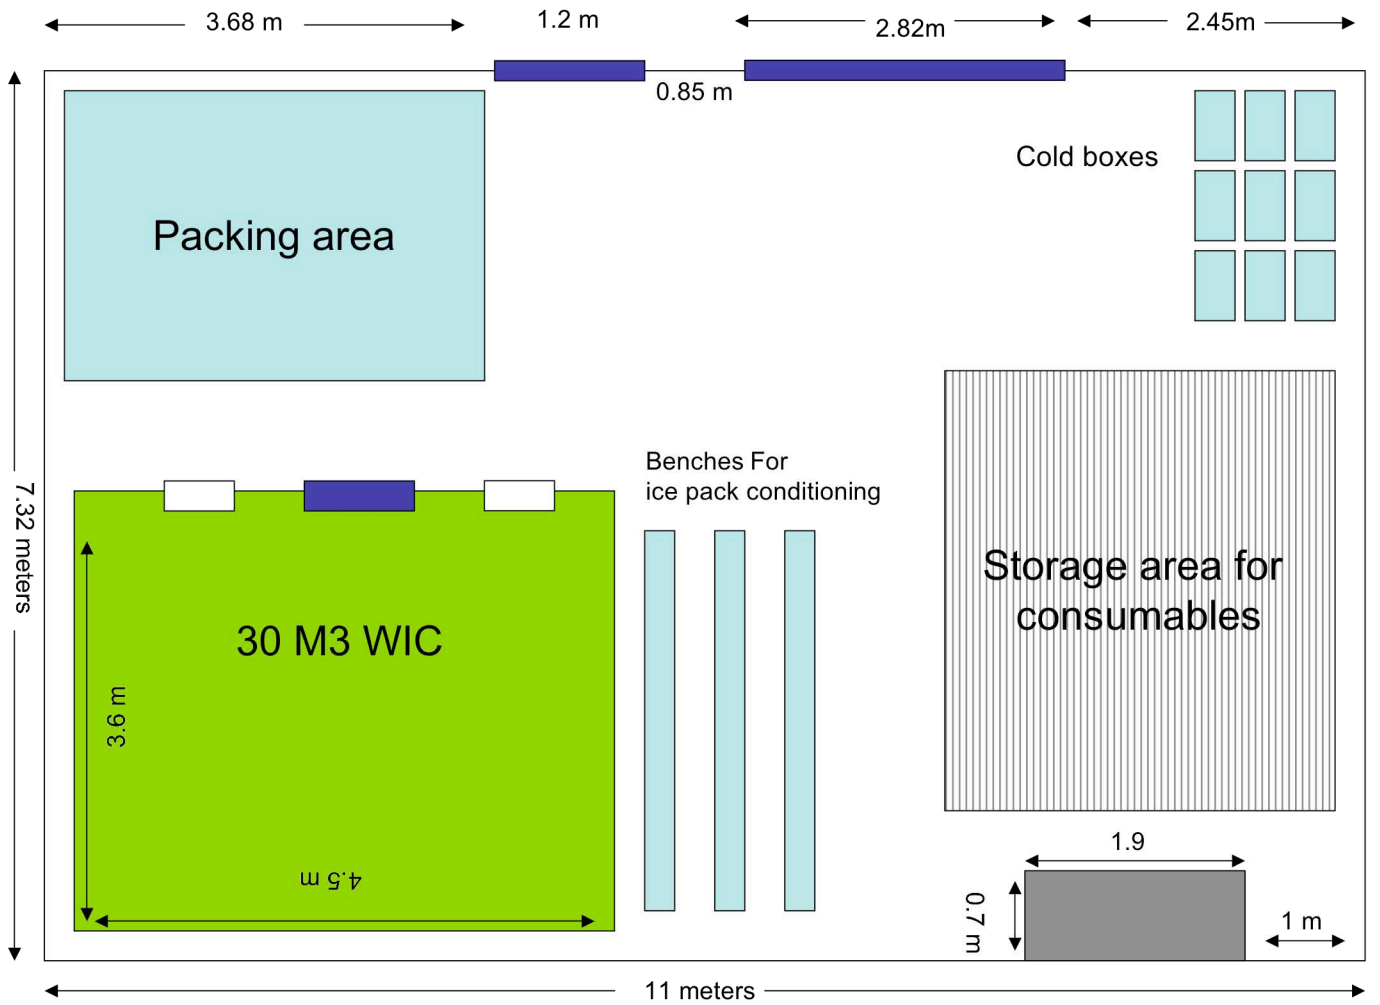 3.68 m
1.2 m
2.82m
2.45m
0.85 m
Cold boxes
Packing area
7.32 meters
Benches For
ice pack conditioning
Storage area for
consumables
30 M3 WIC
3.6 m
4.5 m
1.9
0.7 m
1 m
11 meters